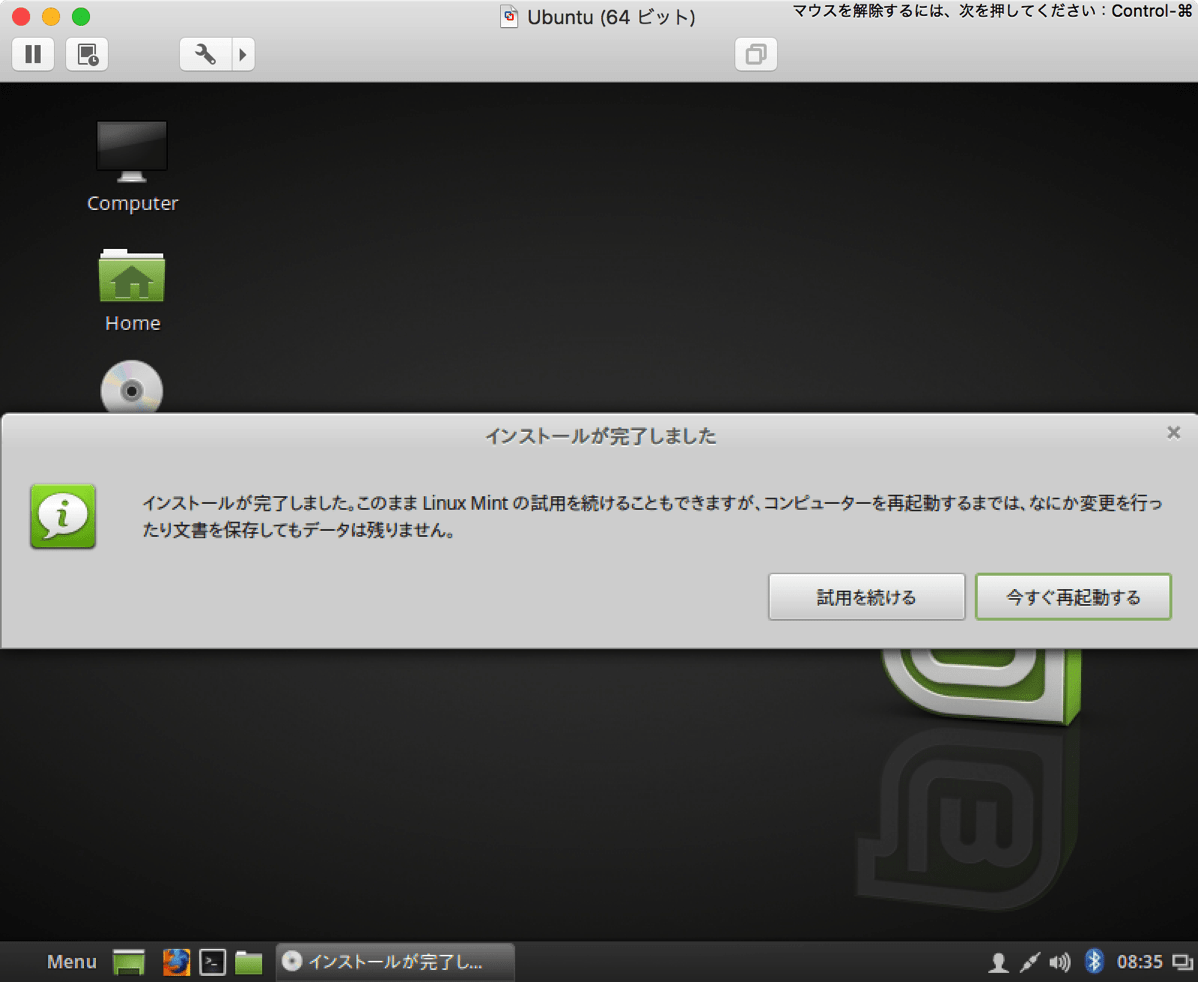 Ubuntu (64 ビット)
マウスを解除するには、次を押してください：Control-⌘
Computer
Home
インストールが完了しました
インストールが完了しました。このまま Linux Mint の試用を続けることもできますが、コンピューターを再起動するまでは、なにか変更を行っ
たり文書を保存してもデータは残りません。
試用を続ける
今すぐ再起動する
Menu
インストールが完了し...
08:35